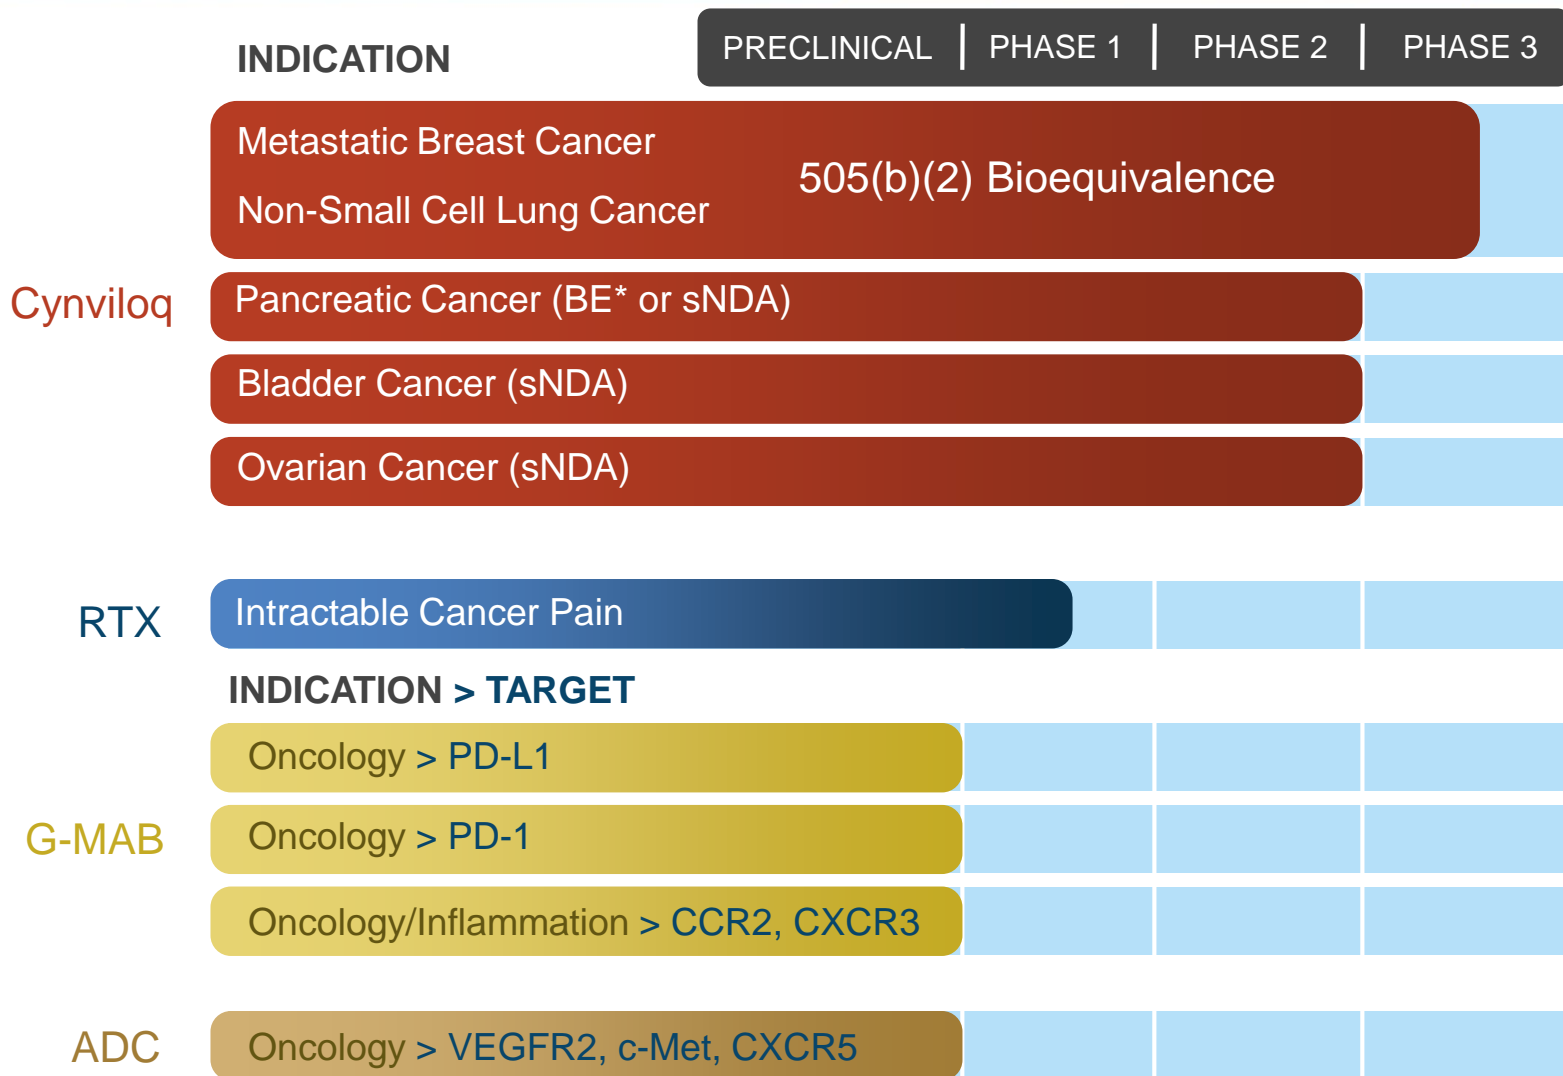 INDICATION
PRECLINICAL
PHASE 1
PHASE 2
PHASE 3
Metastatic Breast Cancer
Non-Small Cell Lung Cancer
505(b)(2) Bioequivalence
Cynviloq
Pancreatic Cancer (BE* or sNDA)
Bladder Cancer (sNDA)
Ovarian Cancer (sNDA)
RTX
Intractable Cancer Pain
INDICATION > TARGET
Oncology > PD-L1
G-MAB
Oncology > PD-1
Oncology/Inflammation > CCR2, CXCR3
ADC
Oncology > VEGFR2, c-Met, CXCR5